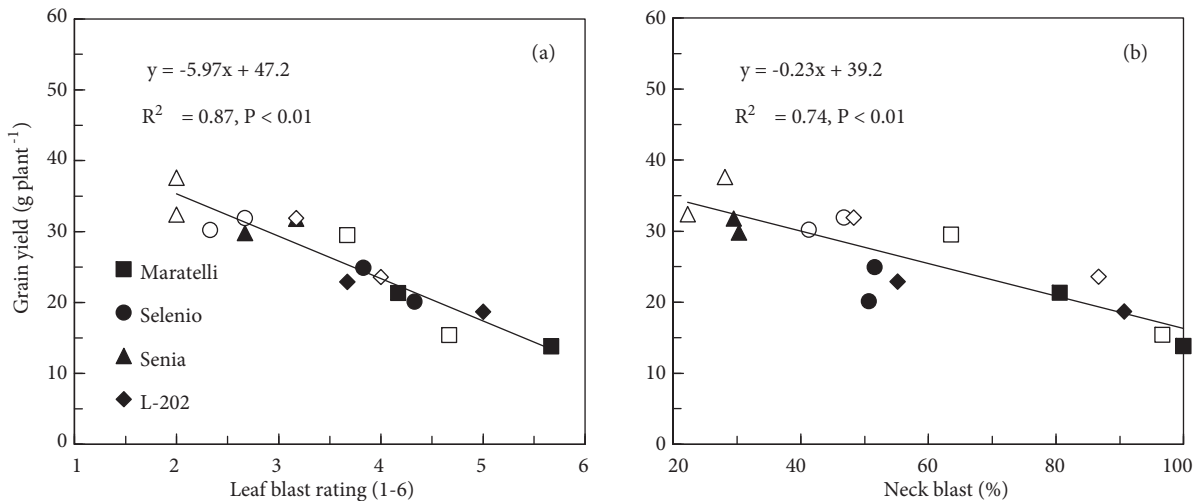 60
50
40
30
20
10
0
Grain yield (g plant⁻¹)
(a)
y = -5.97x + 47.2
R² = 0.87, P < 0.01
Maratelli
Selenio
Senia
L-202
1 2 3 4 5 6
Leaf blast rating (1-6)
60
50
40
30
20
10
0
(b)
y = -0.23x + 39.2
R² = 0.74, P < 0.01
20 40 60 80 100
Neck blast (%)